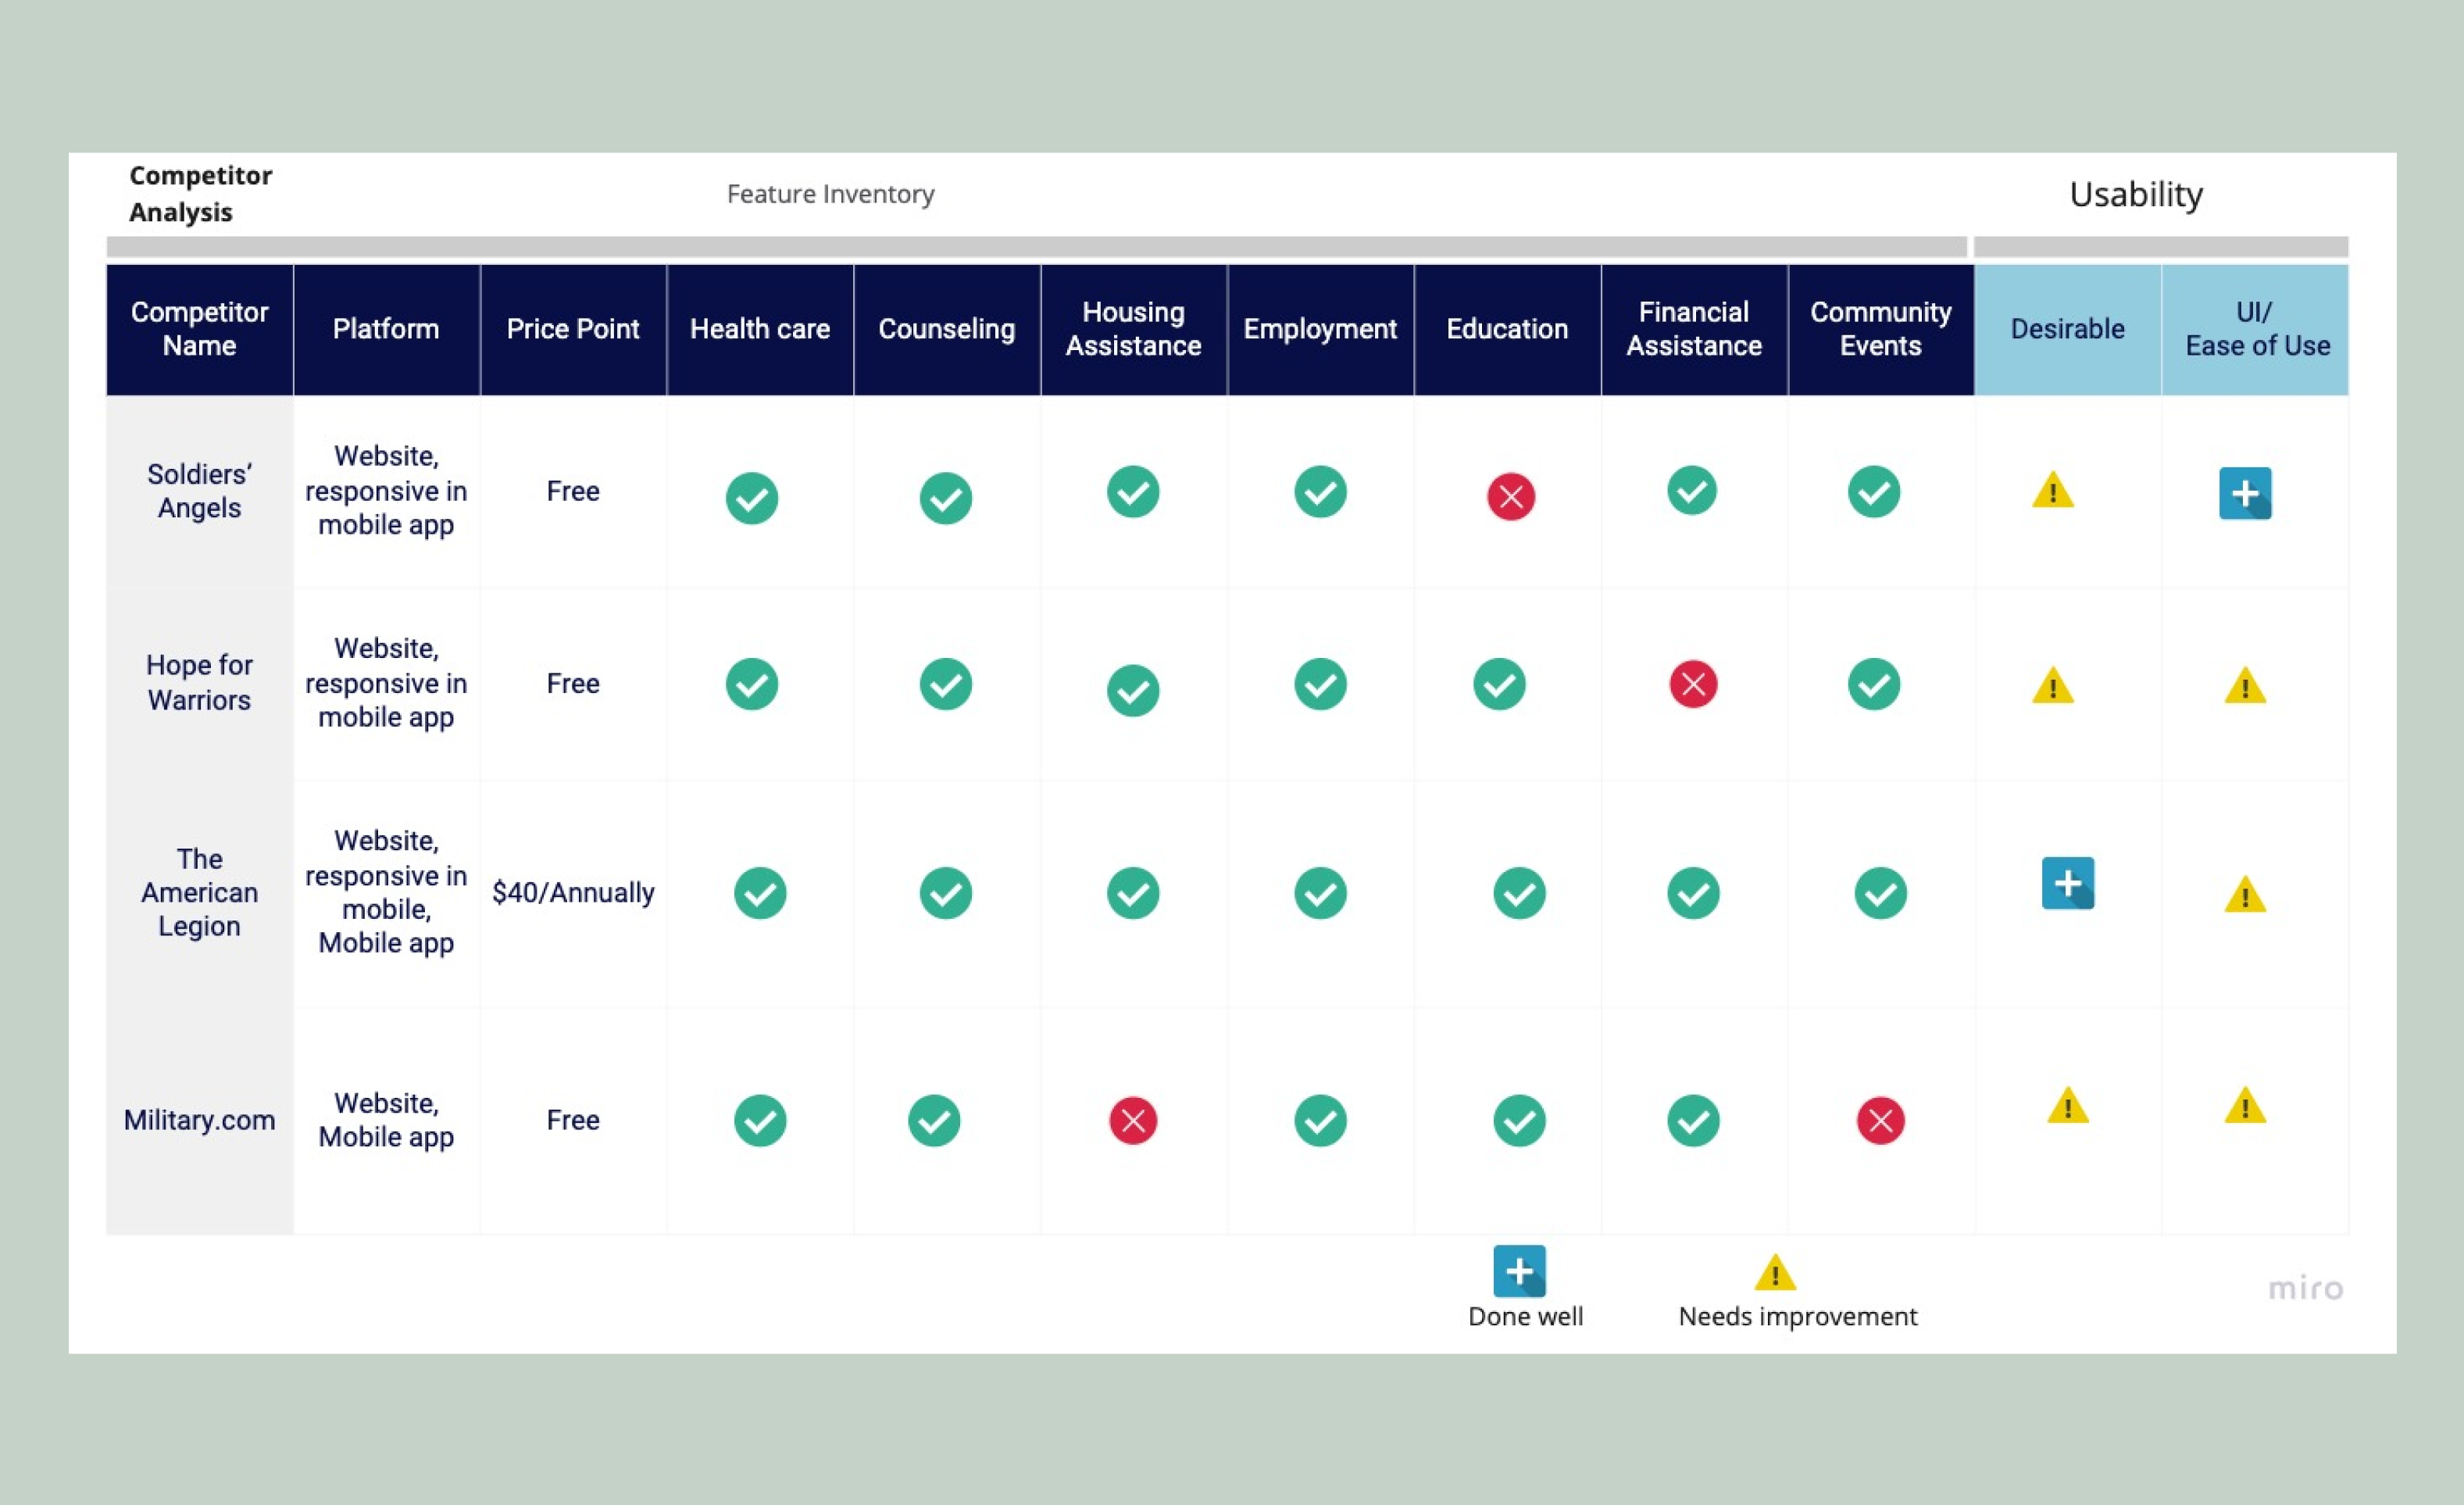 Competitor
Analysis
Feature Inventory
Usability
Competitor
Name
Platform
Price Point
Health care
Counseling
Housing
Assistance
Employment
Education
Financial
Assistance
Community
Events
Desirable
UI/
Ease of Use
Soldiers’
Angels
Website,
responsive in
mobile app
Free
Hope for
Warriors
Website,
responsive in
mobile app
Free
The
American
Legion
Website,
responsive in
mobile,
Mobile app
$40/Annually
Military.com
Website,
Mobile app
Free
Done well
Needs improvement
miro